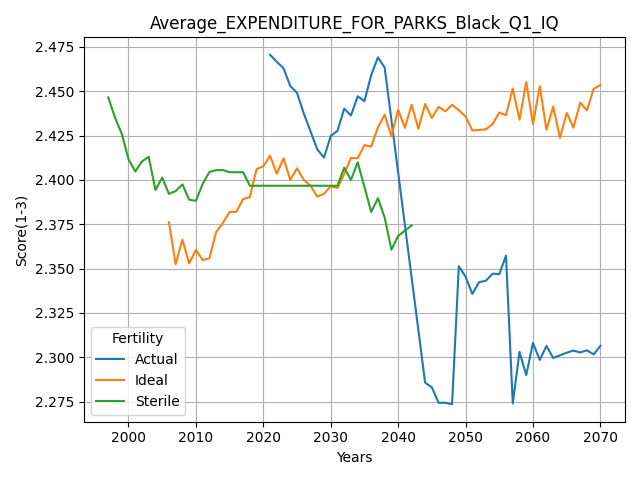 Average_EXPENDITURE_FOR_PARKS_Black_Q1_IQ
Score(1-3)
2.475
2.450
2.425
2.400
2.375
2.350
2.325
2.300
2.275
Fertility
Actual
Ideal
Sterile
2000 2010 2020 2030 2040 2050 2060 2070
Years